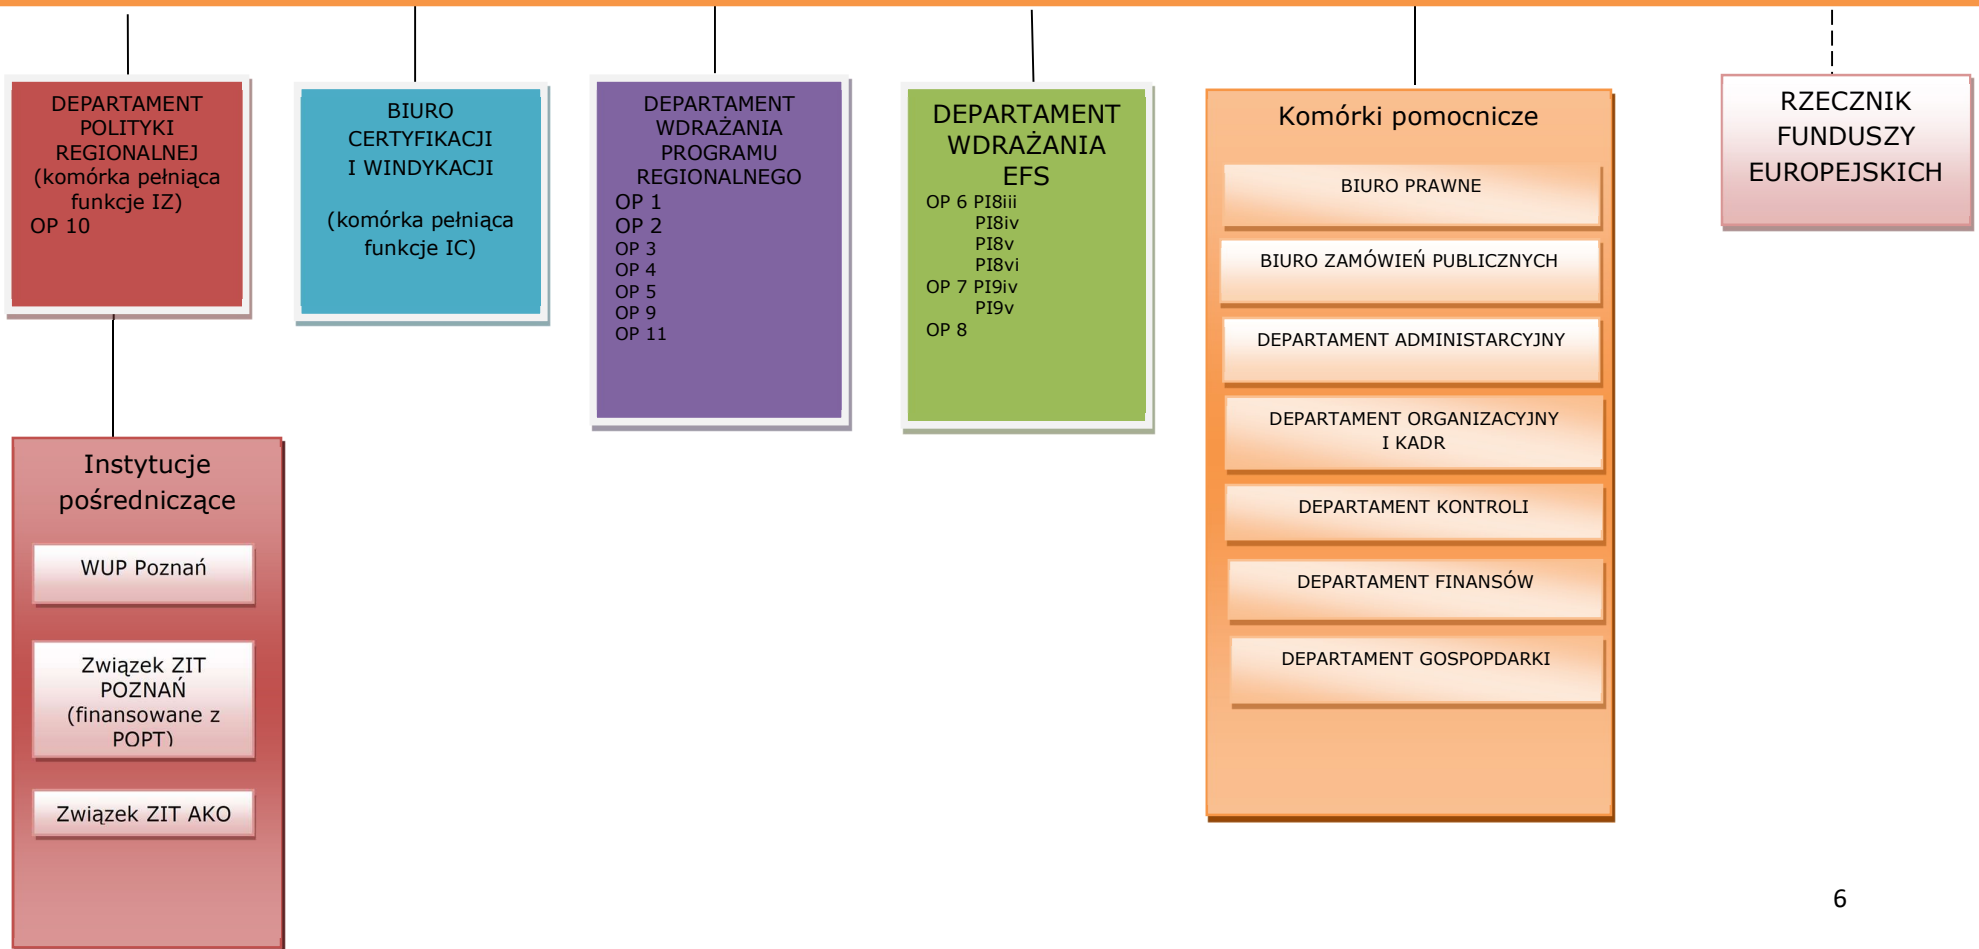 DEPARTAMENT
POLITYKI
REGIONALNEJ
(komórka pełniąca
funkcje IZ)
OP 10
BIURO
CERTYFIKACJI
I WINDYKACJI
(komórka pełniąca
funkcje IC)
DEPARTAMENT
WDRAŻANIA
PROGRAMU
REGIONALNEGO
OP 1
OP 2
OP 3
OP 4
OP 5
OP 9
OP 11
DEPARTAMENT
WDRAŻANIA
EFS
OP 6 PI8iii
PI8iv
PI8v
PI8vi
OP 7 PI9iv
PI9v
OP 8
Komórki pomocnicze
BIURO PRAWNE
BIURO ZAMÓWIEŃ PUBLICZNYCH
DEPARTAMENT ADMINISTARCYJNY
DEPARTAMENT ORGANIZACYJNY
I KADR
DEPARTAMENT KONTROLI
DEPARTAMENT FINANSÓW
DEPARTAMENT GOSPOPDARKI
RZECZNIK
FUNDUSZY
EUROPEJSKICH
Instytucje
pośredniczące
WUP Poznań
Związek ZIT
POZNAŃ
(finansowane z
POPT)
Związek ZIT AKO
6